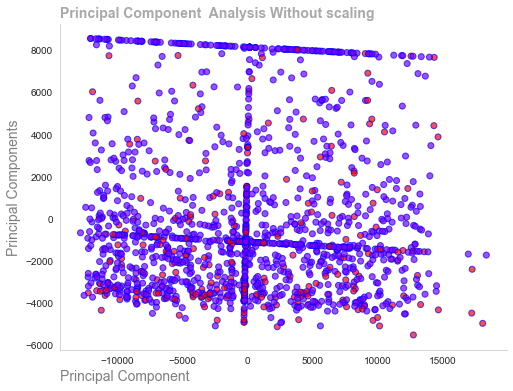 Principal Component  Analysis Without scaling
8000
6000
4000
2000
0
−2000
−4000
−6000
Principal Components
−10000 −5000 0 5000 10000 15000
Principal Component